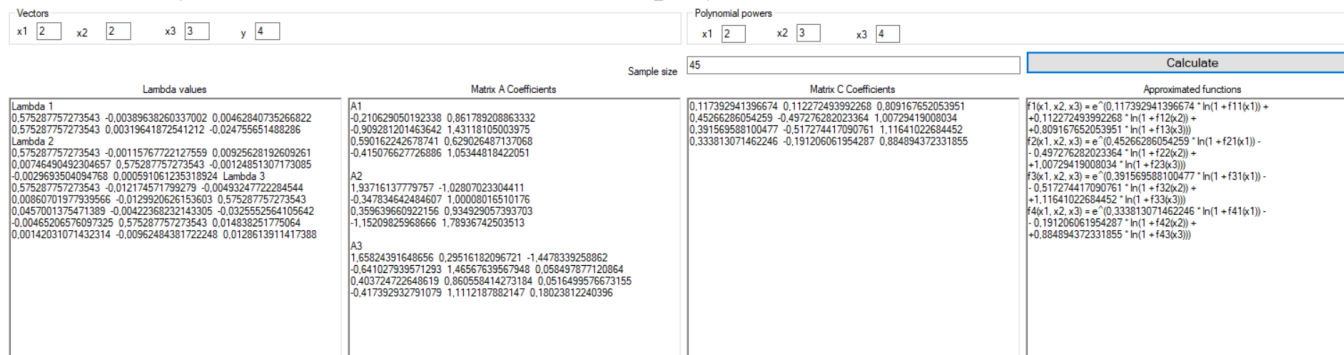 Vectors
x1 2 x2 2 x3 3 y 4
Polynomial powers
x1 2 x2 3 x3 4
Sample size 45
Calculate
Lambda values
Lambda 1
0,575287757273543 -0,00389638260337002 0,00462840735266822
0,575287757273543 0,00319641872541212 -0,024755651488286
Lambda 2
0,575287757273543 -0,00115767722127559 0,00925628192609261
0,00746490492304657 0,575287757273543 -0,00124851307173085
-0,0029693504094768 0,000591061235318924 Lambda 3
0,575287757273543 -0,012174571799279 -0,00493247722284544
0,00860701977939566 -0,0129920626153603 0,575287757273543
0,0457001375471389 -0,00422368232143305 -0,0325552564105642
-0,00465206576097325 0,575287757273543 0,014838251775064
0,00142031071432314 -0,00962484381722248 0,0128613911417388
Matrix A Coefficients
A1
-0,210629050192338 0,861789208863332
-0,909281201463642 1,43118105003975
0,590162242678741 0,629026487137068
-0,415076627726886 1,05344818422051
A2
1,93716137779757 -1,02807023304411
-0,347834642484604 1,00008016510176
0,359639660922156 0,934929057393703
-1,15209825968666 1,78936742503513
A3
1,65824391648656 0,29516182096721 -1,4478339258862
-0,641027939571293 1,46567639567948 0,058497877120864
0,403724722648619 0,860558414273184 0,0516499576673155
-0,417392932791079 1,1112187882147 0,18023812240396
Matrix C Coefficients
0,117392941396674 0,112272493992268 0,809167652053951
0,45266286054259 -0,497276282023364 1,00729419008034
0,391569588100477 -0,517274417090761 1,11641022684452
0,333813071462246 -0,191206061954287 0,884894372331855
Approximated functions
f1(x1, x2, x3) = e^(0,117392941396674 * ln(1 + f11(x1)) +
+0,112272493992268 * ln(1 + f12(x2)) +
+0,809167652053951 * ln(1 + f13(x3)))
f2(x1, x2, x3) = e^(0,45266286054259 * ln(1 + f21(x1)) -
- 0,497276282023364 * ln(1 + f22(x2)) +
+1,00729419008034 * ln(1 + f23(x3)))
f3(x1, x2, x3) = e^(0,391569588100477 * ln(1 + f31(x1)) -
- 0,517274417090761 * ln(1 + f32(x2)) +
+1,11641022684452 * ln(1 + f33(x3)))
f4(x1, x2, x3) = e^(0,333813071462246 * ln(1 + f41(x1)) -
- 0,191206061954287 * ln(1 + f42(x2)) +
+0,884894372331855 * ln(1 + f43(x3)))